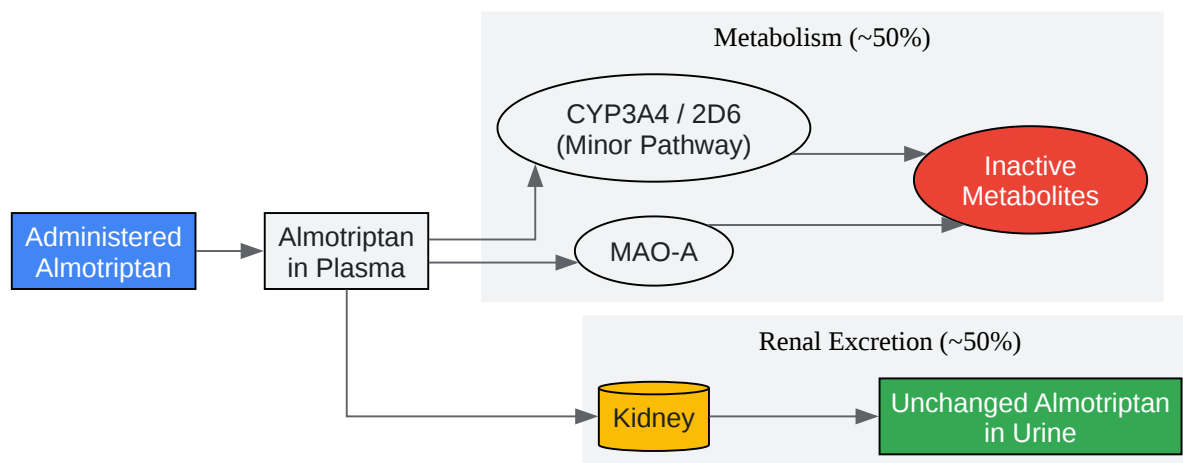 Metabolism (~50%)
CYP3A4 / 2D6
(Minor Pathway)
Inactive
Metabolites
Administered
Almotriptan
Almotriptan
in Plasma
MAO-A
Renal Excretion (~50%)
Kidney
Unchanged Almotriptan
in Urine